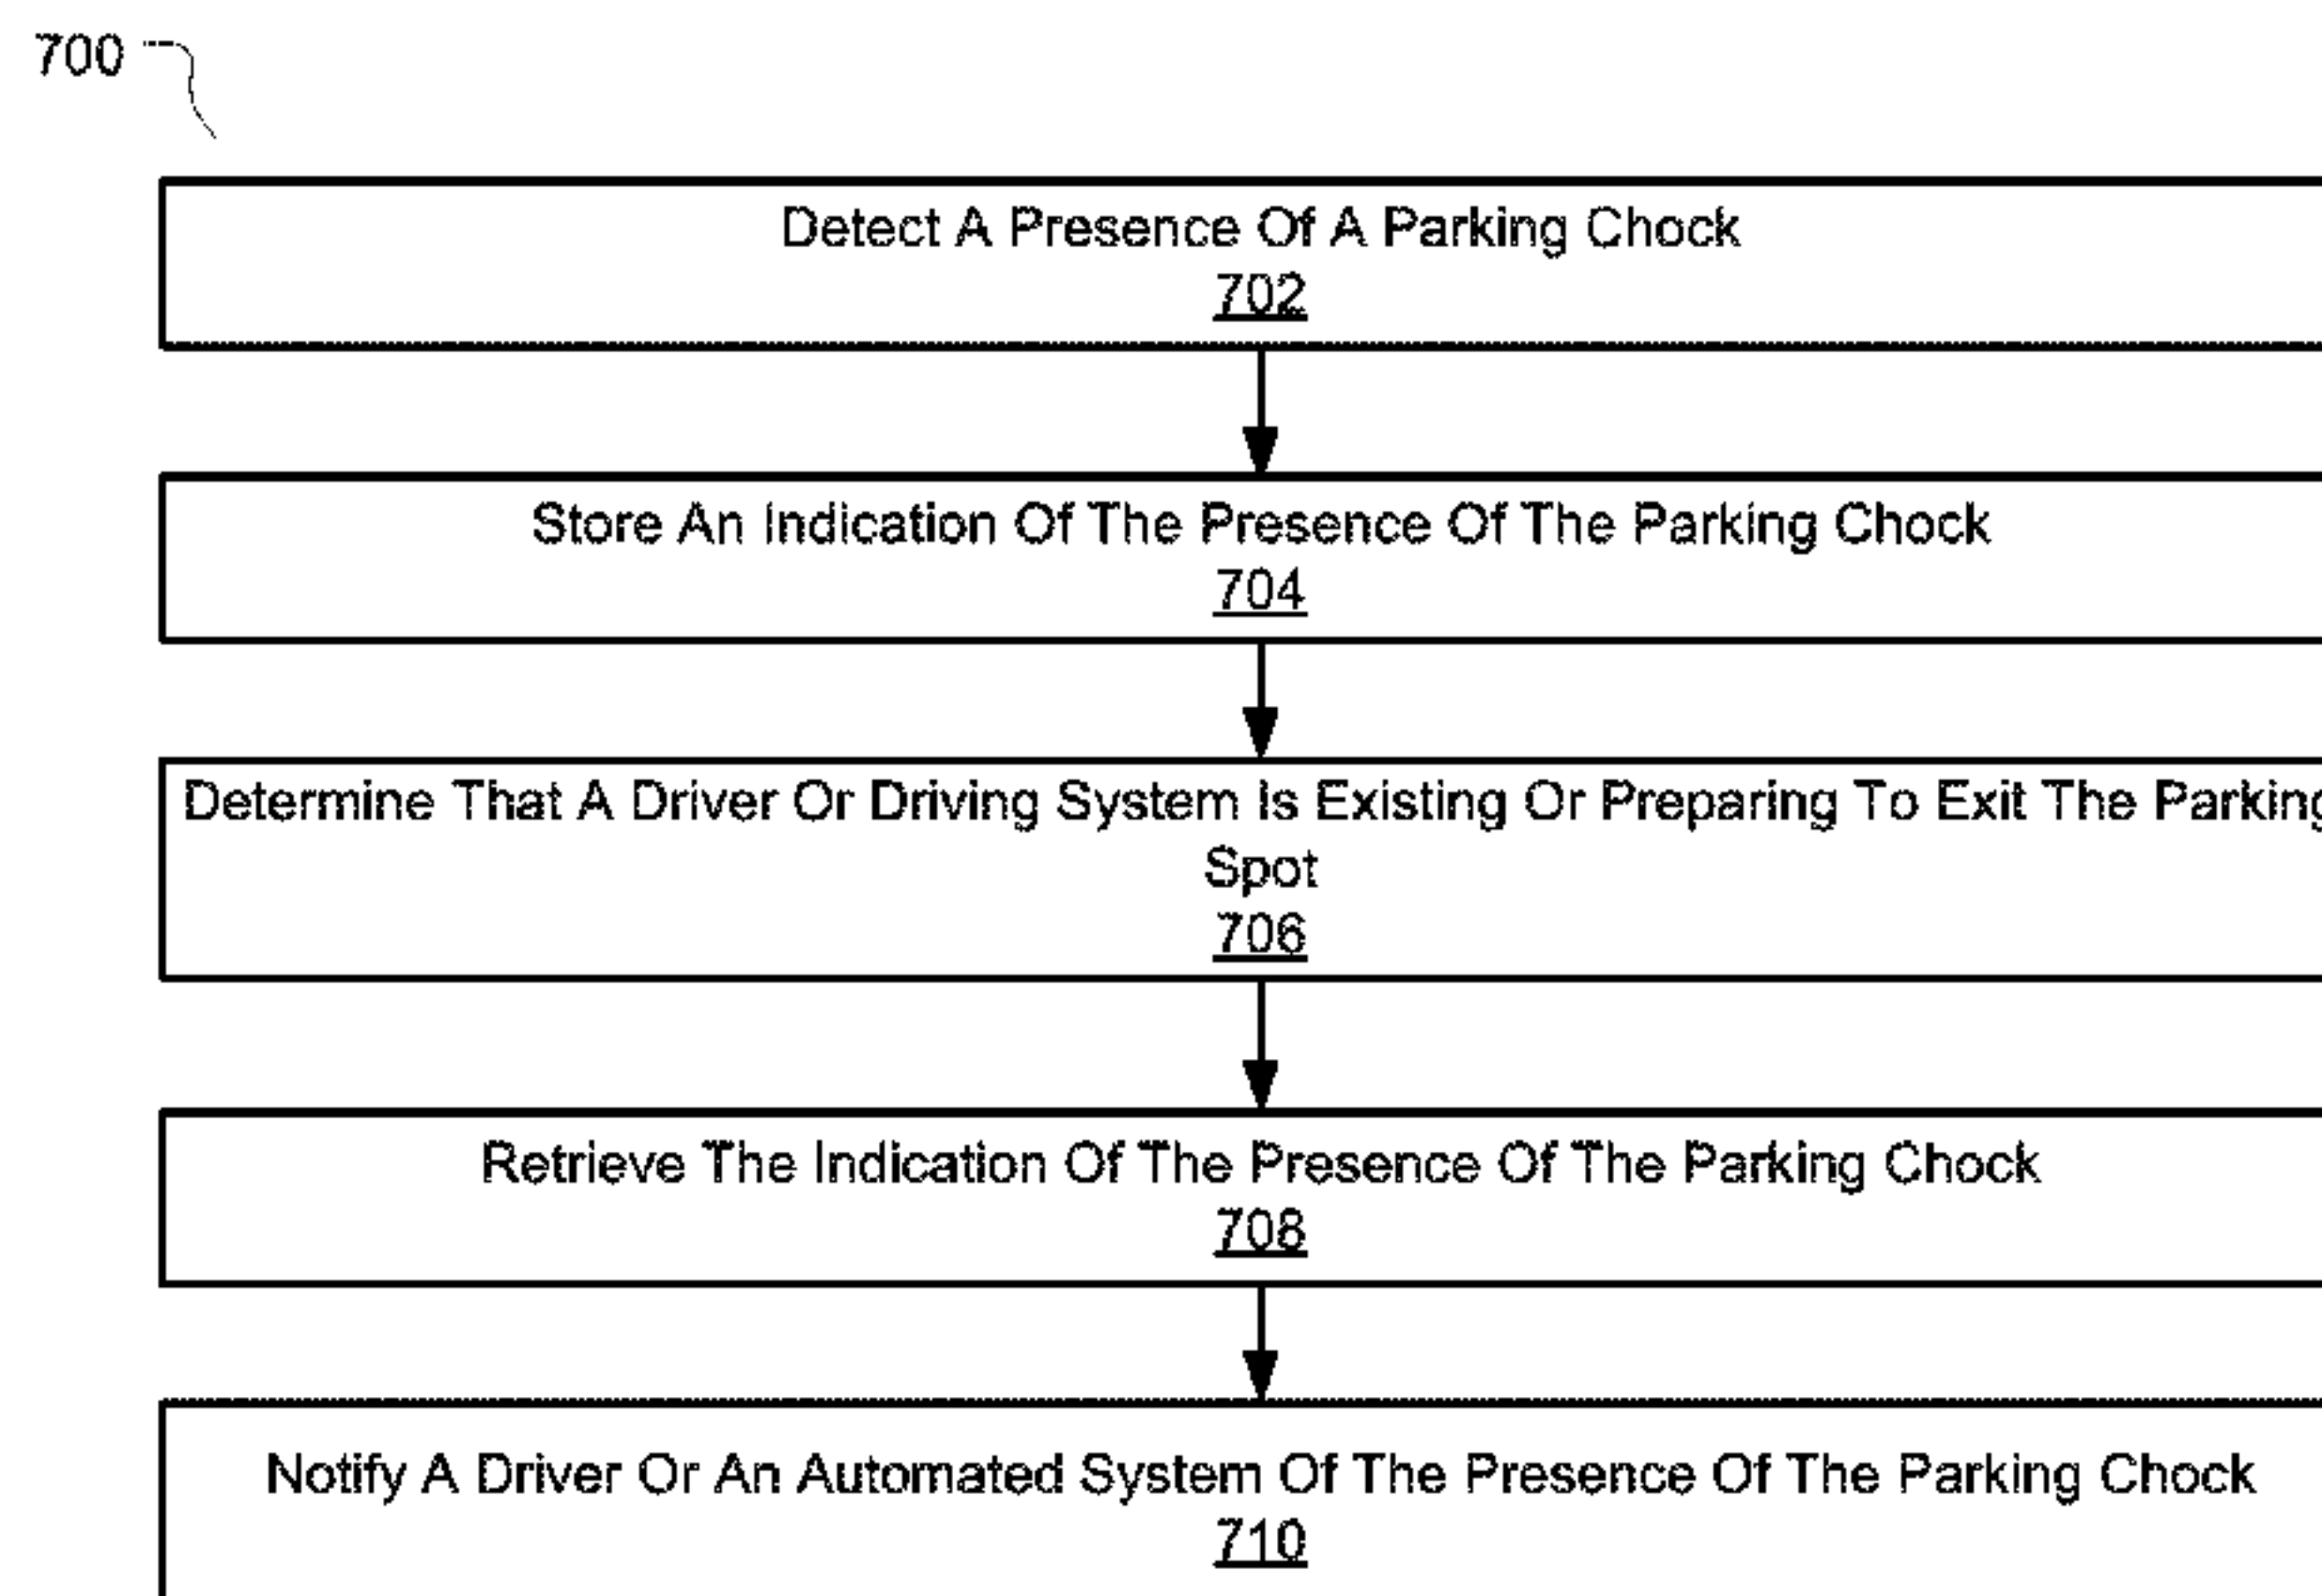 700
Detect A Presence Of A Parking Chock
702
Store An Indication Of The Presence Of The Parking Chock
704
Determine That A Driver Or Driving System Is Existing Or Preparing To Exit The Parking
Spot
706
Retrieve The Indication Of The Presence Of The Parking Chock
708
Notify A Driver Or An Automated System Of The Presence Of The Parking Chock
710